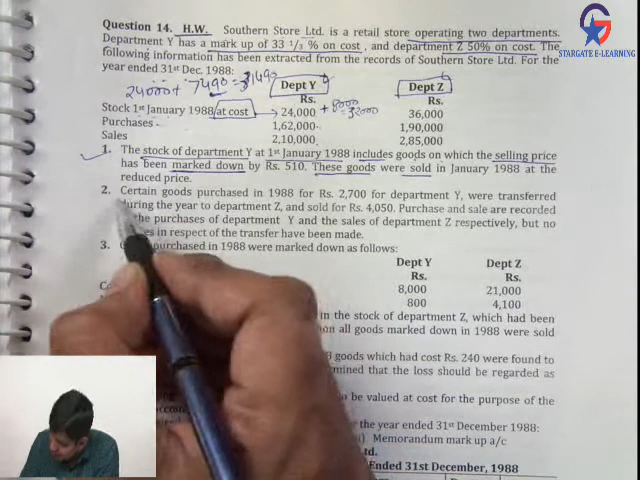 STARGATE E-LEARNING
Question 14. H.W. Southern Store Ltd. is a retail store operating two departments.
Department Y has a mark up of 33 1/3 % on cost , and department Z 50% on cost. The
following information has been extracted from the records of Southern Store Ltd. For the
year ended 31st Dec. 1988:
24000 + 7490 = 31490
Dept Y Dept Z
Rs. Rs.
Stock 1st January 1988 at cost 24,000 + 8000 = 32000 36,000
Purchases 1,62,000 1,90,000
Sales 2,10,000 2,85,000
1. The stock of department Y at 1st January 1988 includes goods on which the selling price
has been marked down by Rs. 510. These goods were sold in January 1988 at the
reduced price.
2. Certain goods purchased in 1988 for Rs. 2,700 for department Y, were transferred
during the year to department Z, and sold for Rs. 4,050. Purchase and sale are recorded
the purchases of department Y and the sales of department Z respectively, but no
in respect of the transfer have been made.
3. purchased in 1988 were marked down as follows:
Dept Y Dept Z
Rs. Rs.
8,000 21,000
800 4,100
in the stock of department Z, which had been
on all goods marked down in 1988 were sold
goods which had cost Rs. 240 were found to
mined that the loss should be regarded as
be valued at cost for the purpose of the
the year ended 31st December 1988:
Memorandum mark up a/c
td.
Ended 31st December, 1988